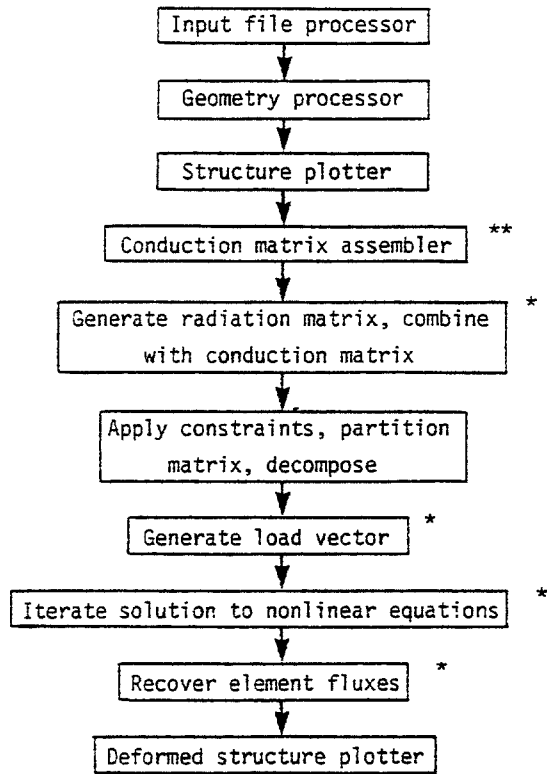 Input file processor
Geometry processor
Structure plotter
Conduction matrix assembler **
Generate radiation matrix, combine *
with conduction matrix
Apply constraints, partition
matrix, decompose
Generate load vector *
Iterate solution to nonlinear equations *
Recover element fluxes *
Deformed structure plotter